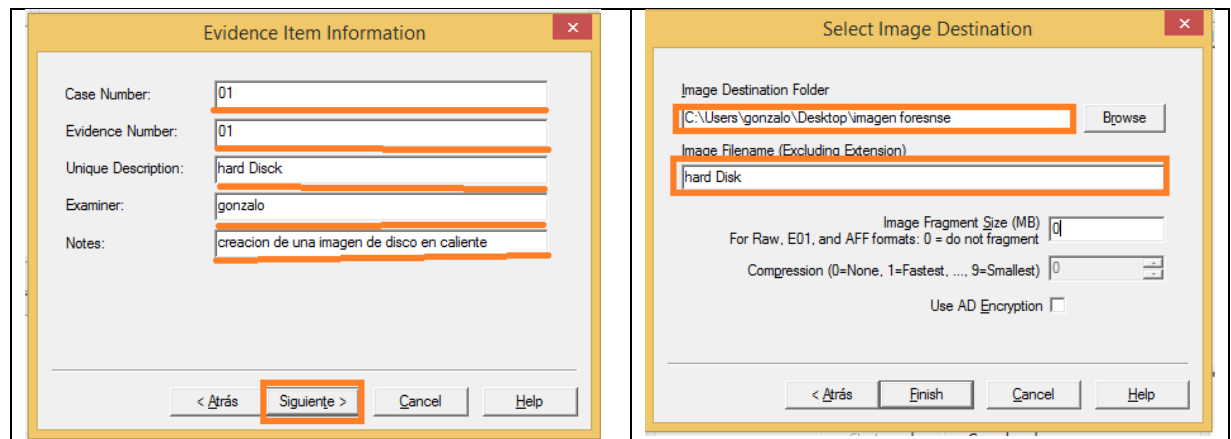 Evidence Item Information
Case Number: 01
Evidence Number: 01
Unique Description: hard Disck
Examiner: gonzalo
Notes: creacion de una imagen de disco en caliente
< Atrás Siguiente > Cancel Help
Select Image Destination
Image Destination Folder
C:\Users\gonzalo\Desktop\imagen foresnse Browse
Image Filename (Excluding Extension)
hard Disk
Image Fragment Size (MB) 0
For Raw, E01, and AFF formats: 0 = do not fragment
Compression (0=None, 1=Fastest, ..., 9=Smallest) 0
Use AD Encryption
< Atrás Finish Cancel Help